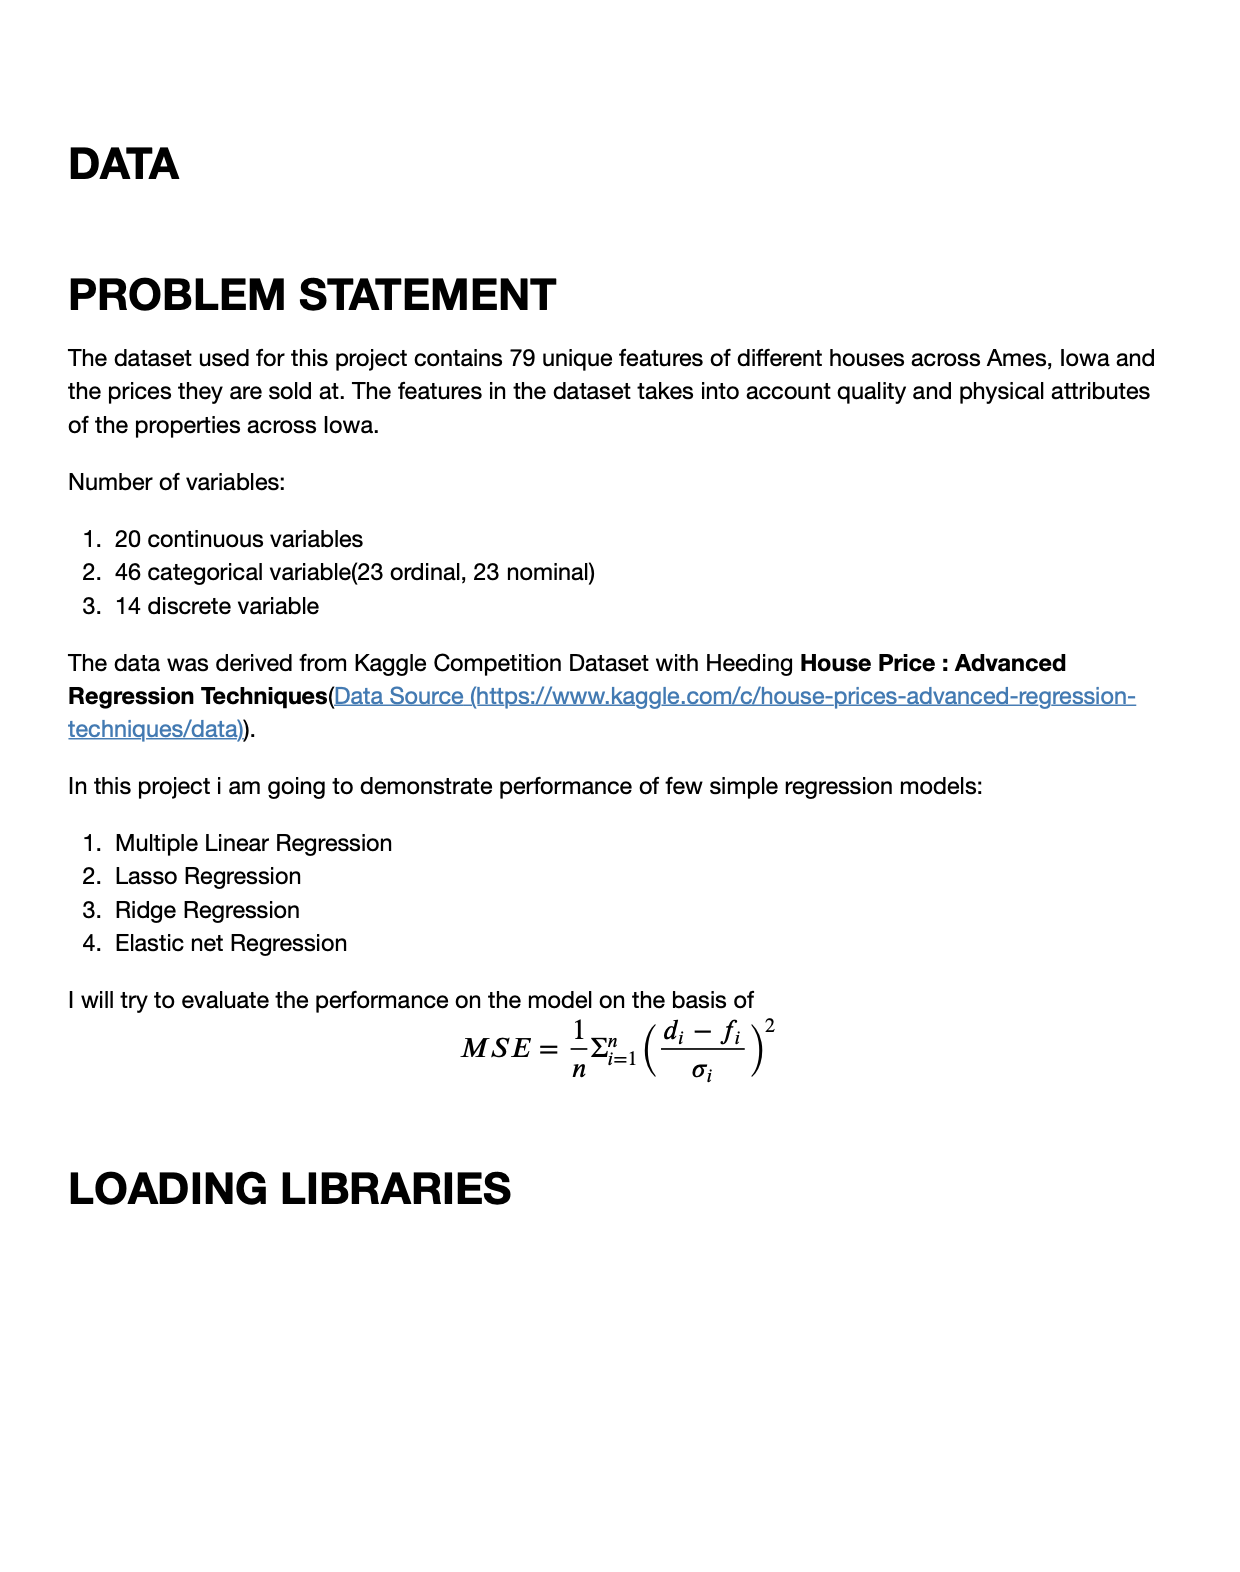 DATA
PROBLEM STATEMENT
The dataset used for this project contains 79 unique features of different houses across Ames, Iowa and
the prices they are sold at. The features in the dataset takes into account quality and physical attributes
of the properties across Iowa.
Number of variables:
1. 20 continuous variables
2. 46 categorical variable(23 ordinal, 23 nominal)
3. 14 discrete variable
The data was derived from Kaggle Competition Dataset with Heeding House Price : Advanced
Regression Techniques(Data Source (https://www.kaggle.com/c/house-prices-advanced-regression-
techniques/data)).
In this project i am going to demonstrate performance of few simple regression models:
1. Multiple Linear Regression
2. Lasso Regression
3. Ridge Regression
4. Elastic net Regression
I will try to evaluate the performance on the model on the basis of
$MSE = \frac{1}{n} \Sigma_{i=1}^{n} \left( \frac{d_i - f_i}{\sigma_i} \right)^2$
LOADING LIBRARIES